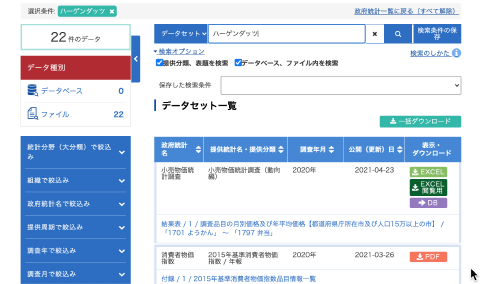 選択条件: ハーゲンダッツ ×
政府統計一覧に戻る（すべて解除）
22 件のデータ
データ種別
データベース 0
ファイル 22
統計分野（大分類）で絞込み
組織で絞込み
政府統計名で絞込み
提供周期で絞込み
調査年で絞込み
調査月で絞込み
データセット ハーゲンダッツ ×
検索条件の保存
検索オプション
検索のしかた
提供分類、表題を検索 データベース、ファイル内を検索
保存した検索条件
データセット一覧
一括ダウンロード
政府統計名 提供統計名・提供分類 調査年月 公開（更新）日 表示・ダウンロード
小売物価統計調査 小売物価統計調査（動向編） 2020年 2021-04-23 EXCEL
EXCEL 閲覧用
DB
結果表 / 1 / 調査品目の月別価格及び年平均価格【都道府県庁所在市及び人口15万以上の市】 /
「1701 ようかん」 ～ 「1797 弁当」
消費者物価指数 2015年基準消費者物価指数 / 年報 2020年 2021-03-26 PDF
付録 / 1 / 2015年基準消費者物価指数品目情報一覧